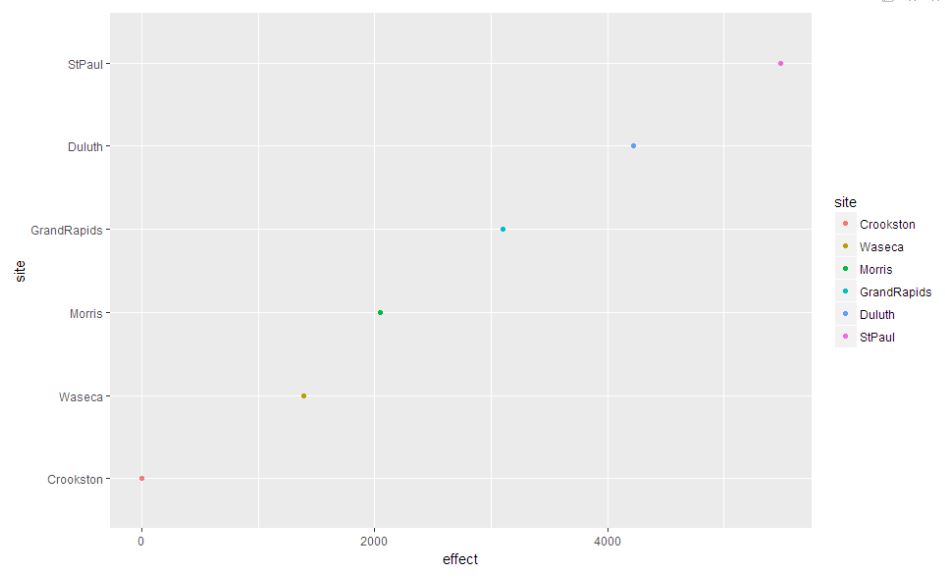 StPaul
Duluth
GrandRapids
Morris
Waseca
Crookston
site
0 2000 4000
effect
site
Crookston
Waseca
Morris
GrandRapids
Duluth
StPaul